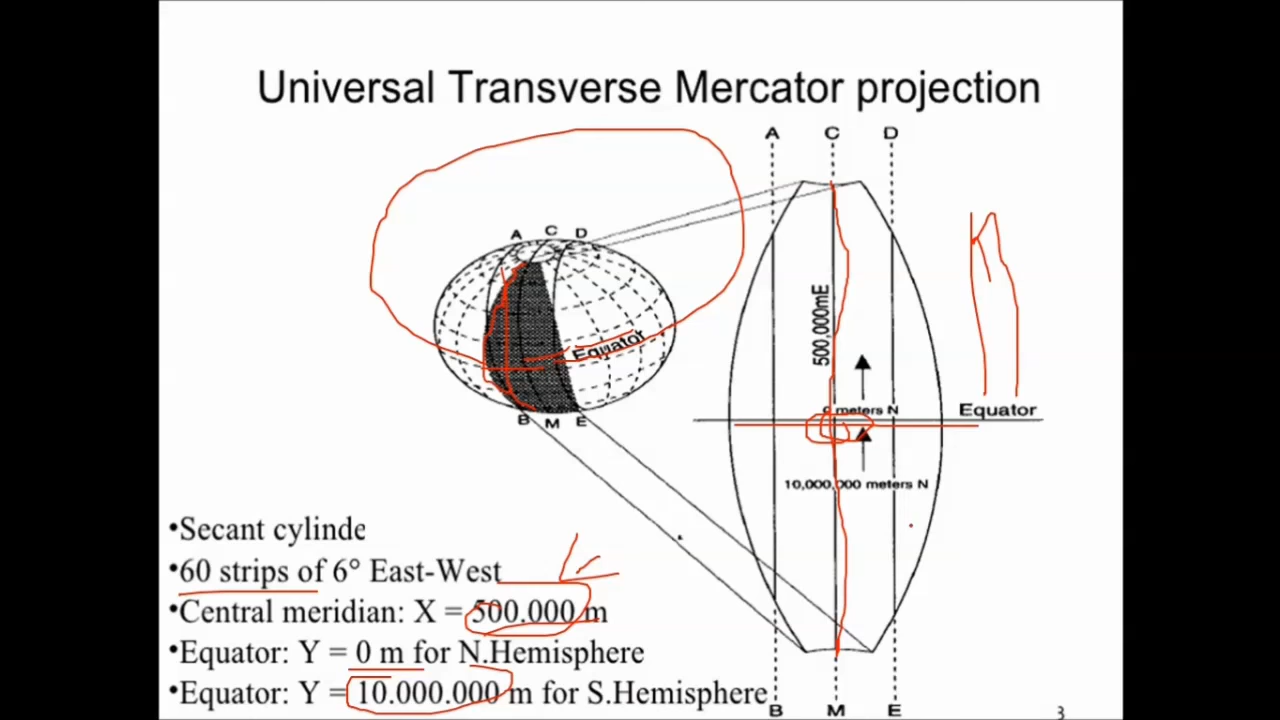 Universal Transverse Mercator projection
A C D
A C D
500,000mE
Equator
0 meters N
Equator
B M E
10,000,000 meters N
•Secant cylinde
•60 strips of 6° East-West
•Central meridian: X = 500.000 m
•Equator: Y = 0 m for N.Hemisphere
•Equator: Y = 10.000.000 m for S.Hemisphere
B M E
3